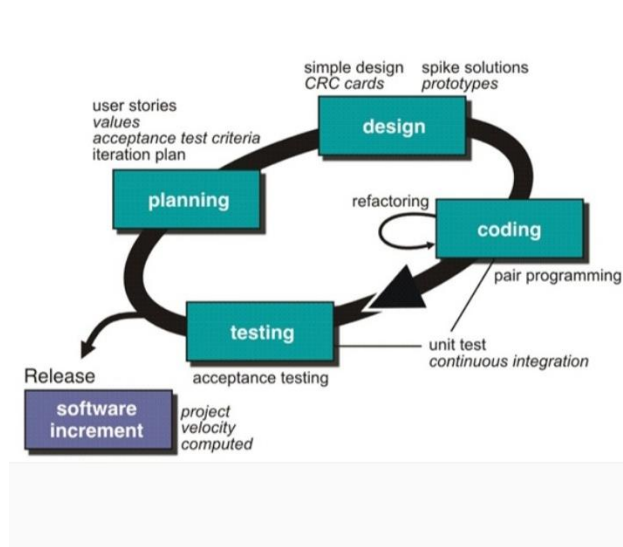 simple design
CRC cards
spike solutions
prototypes
design
user stories
values
acceptance test criteria
iteration plan
planning
refactoring
coding
pair programming
testing
unit test
continuous integration
acceptance testing
Release
software
increment
project
velocity
computed